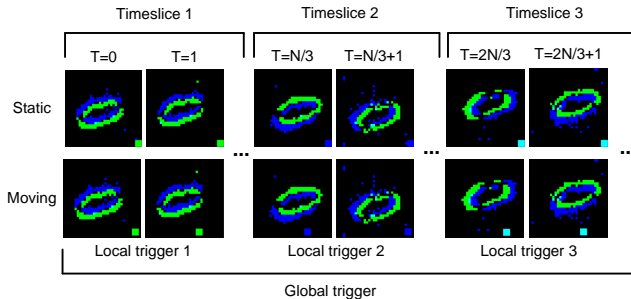 Timeslice 1 Timeslice 2 Timeslice 3
T=0 T=1 T=N/3 T=N/3+1 T=2N/3 T=2N/3+1
Static
... ... ...
Moving
Local trigger 1 Local trigger 2 Local trigger 3
Global trigger